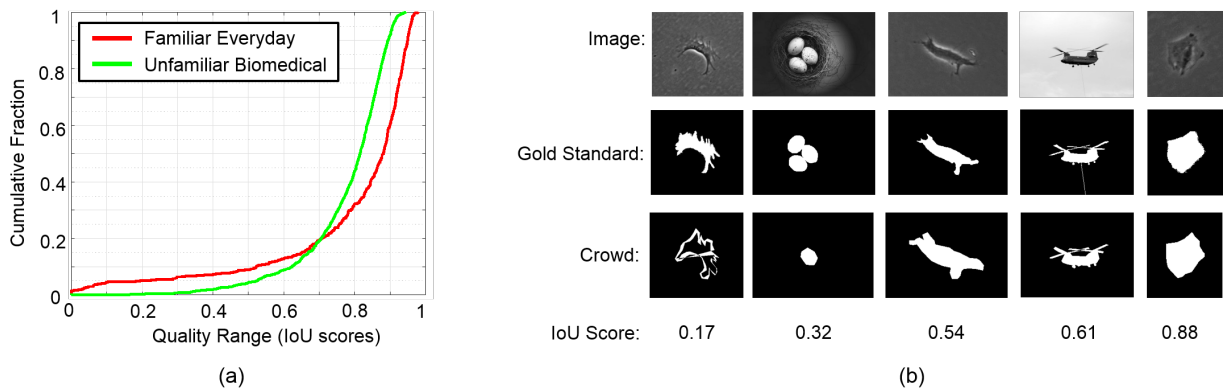 Familiar Everyday
Unfamiliar Biomedical
Cumulative Fraction
1
0.8
0.6
0.4
0.2
0
0 0.2 0.4 0.6 0.8 1
Quality Range (IoU scores)
(a)
Image:
Gold Standard:
Crowd:
IoU Score: 0.17 0.32 0.54 0.61 0.88
(b)